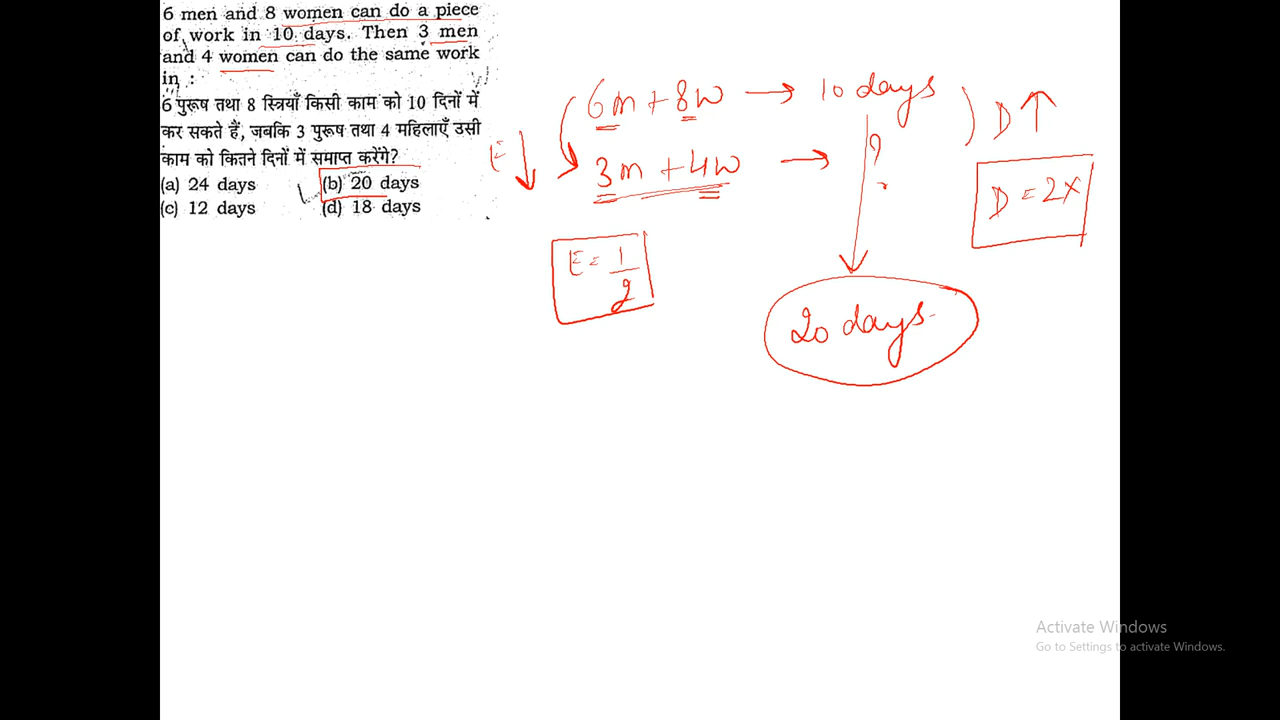 6 men and 8 women can do a piece
of work in 10 days. Then 3 men
and 4 women can do the same work
in :
6 पुरूष तथा 8 स्त्रियाँ किसी काम को 10 दिनों में
कर सकते हैं, जबकि 3 पुरूष तथा 4 महिलाएँ उसी
काम को कितने दिनों में समाप्त करेंगे?
(a) 24 days (b) 20 days
(c) 12 days (d) 18 days
6m + 8w → 10 days
E ↓ 3m + 4w → ?
D ↑
D = 2x
E = 1/2
20 days
Activate Windows
Go to Settings to activate Windows.